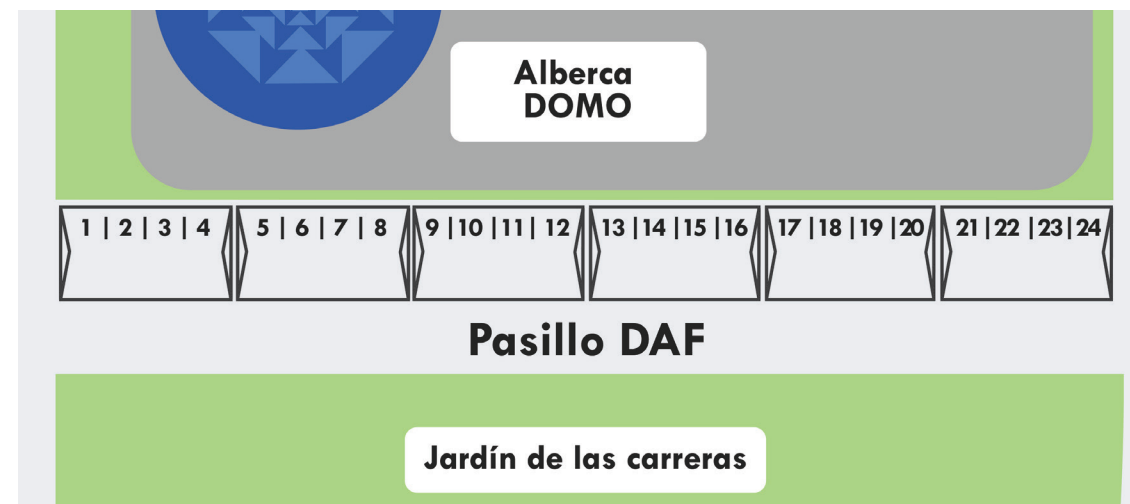 Alberca
DOMO
1 | 2 | 3 | 4 5 | 6 | 7 | 8 9 |10 |11| 12 13 |14 |15 |16 17 |18 |19 |20 21|22 |23|24
Pasillo DAF
Jardín de las carreras